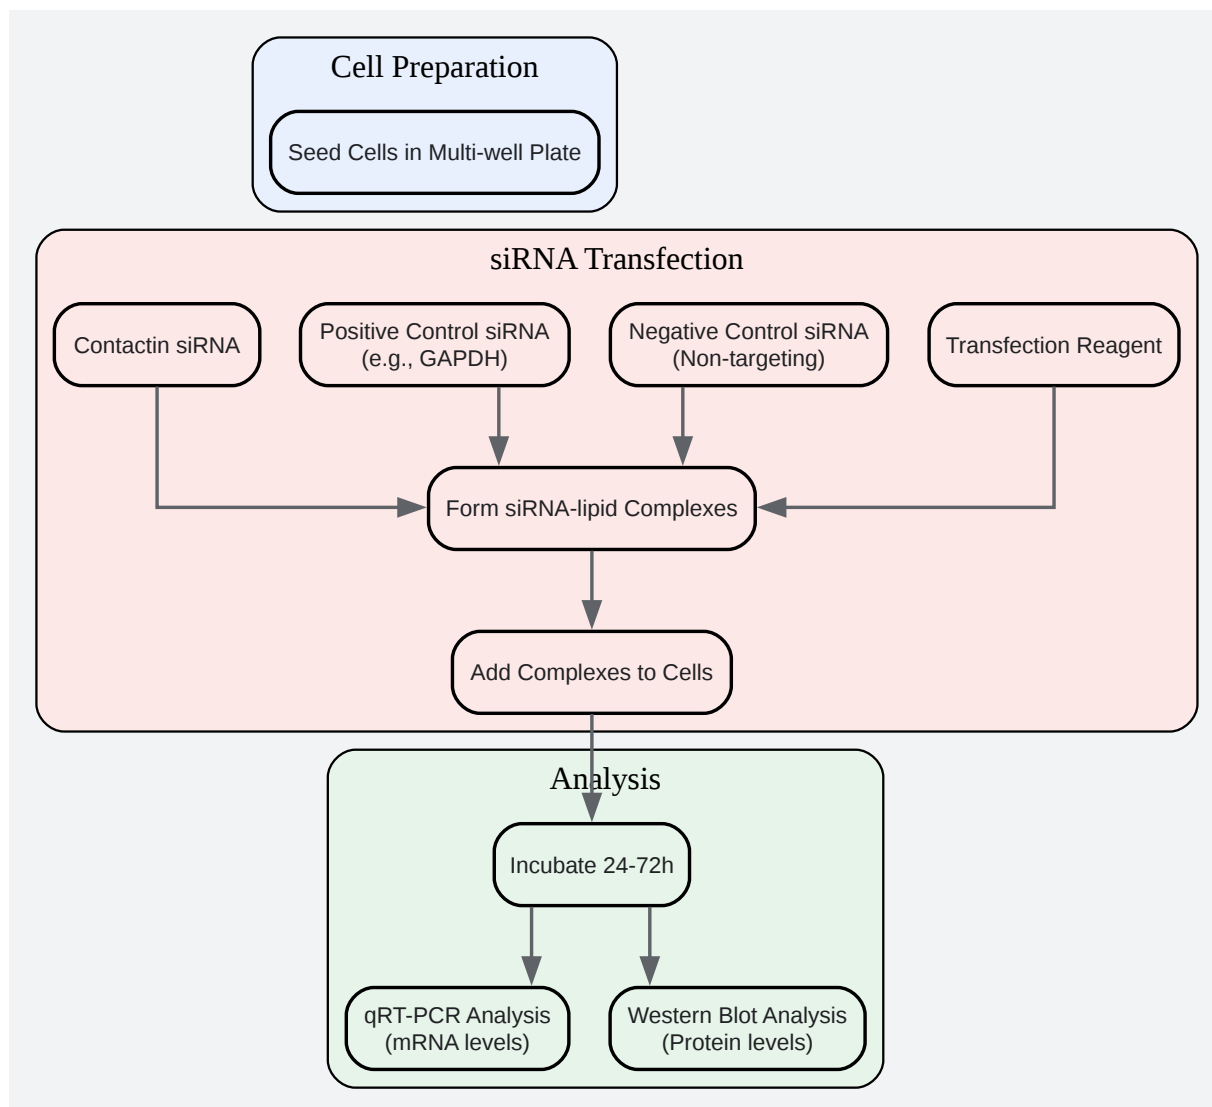 Cell Preparation
Seed Cells in Multi-well Plate
siRNA Transfection
Contactin siRNA
Positive Control siRNA
(e.g., GAPDH)
Negative Control siRNA
(Non-targeting)
Transfection Reagent
Form siRNA-lipid Complexes
Add Complexes to Cells
Analysis
Incubate 24-72h
qRT-PCR Analysis
(mRNA levels)
Western Blot Analysis
(Protein levels)